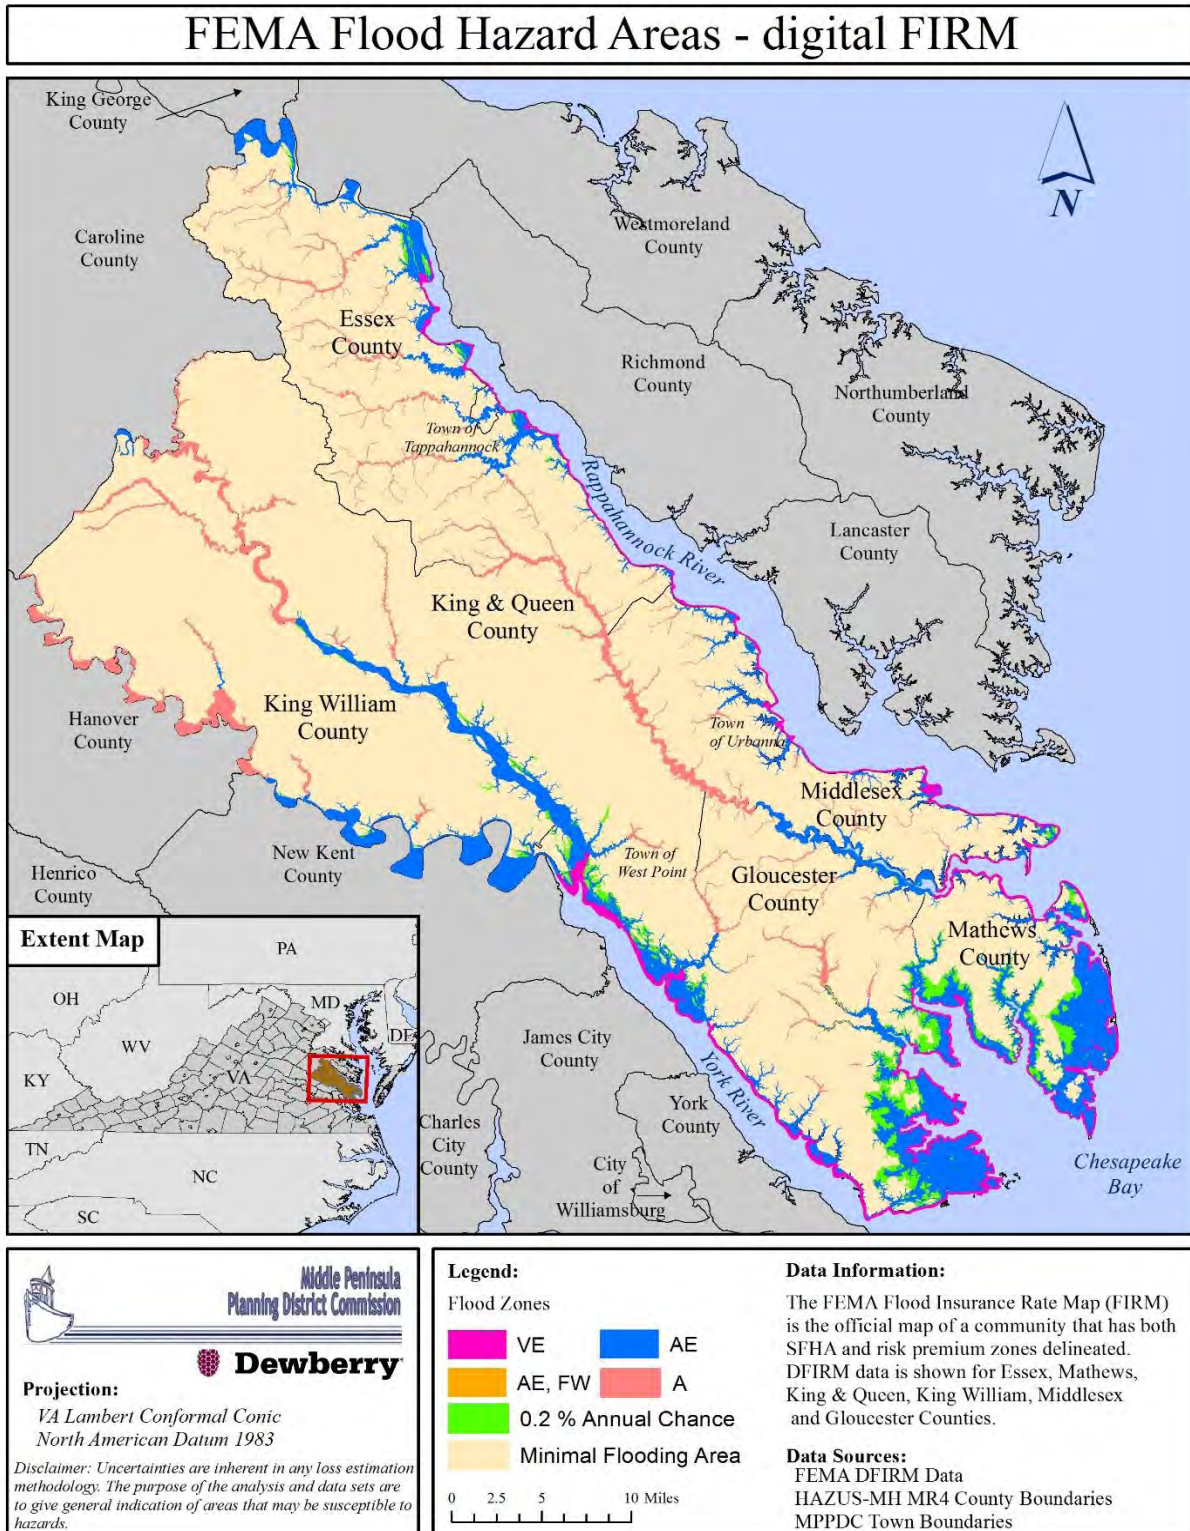 FEMA Flood Hazard Areas - digital FIRM
King George
County
Caroline
County
Westmoreland
County
N
Essex
County
Richmond
County
Northumberland
County
Town of
Tappahannock
Rappahannock River
Lancaster
County
King & Queen
County
King William
County
Hanover
County
Town
of Urbanna
Middlesex
County
New Kent
County
Henrico
County
Town of
West Point
Gloucester
County
Mathews
County
Extent Map
PA
OH
MD
DE
WV
KY
VA
TN
NC
SC
James City
County
York River
York
County
Charles
City
County
City
of
Williamsburg
Chesapeake
Bay
Middle Peninsula
Planning District Commission
Dewberry
Projection:
VA Lambert Conformal Conic
North American Datum 1983
Disclaimer: Uncertainties are inherent in any loss estimation
methodology. The purpose of the analysis and data sets are
to give general indication of areas that may be susceptible to
hazards.
Legend:
Flood Zones
VE
AE
AE, FW
A
0.2 % Annual Chance
Minimal Flooding Area
0 2.5 5 10 Miles
Data Information:
The FEMA Flood Insurance Rate Map (FIRM)
is the official map of a community that has both
SFHA and risk premium zones delineated.
DFIRM data is shown for Essex, Mathews,
King & Queen, King William, Middlesex
and Gloucester Counties.
Data Sources:
FEMA DFIRM Data
HAZUS-MH MR4 County Boundaries
MPPDC Town Boundaries